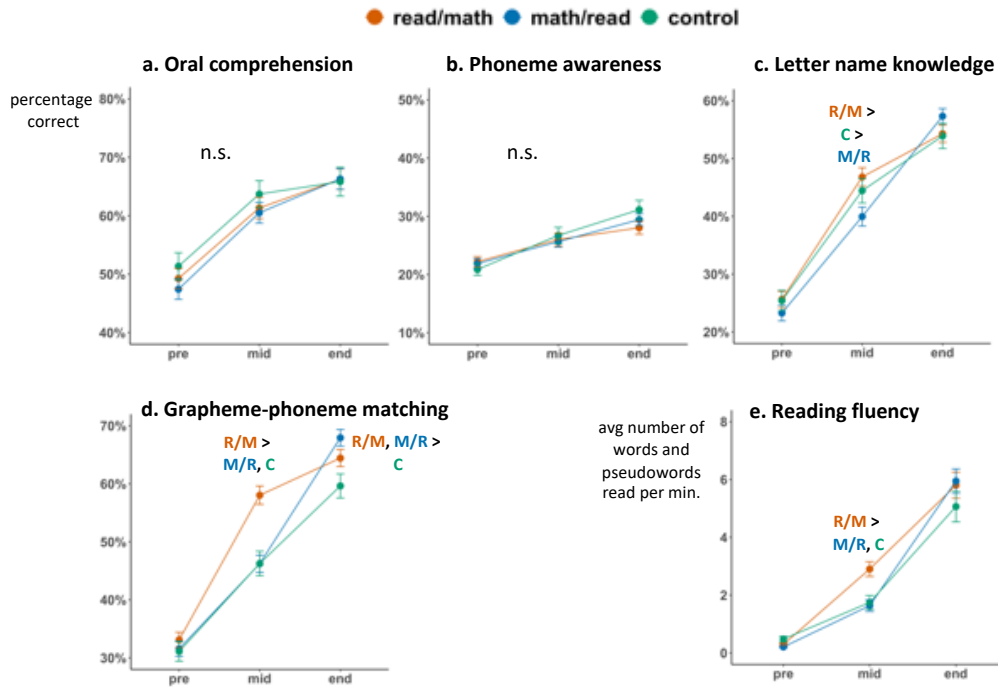 read/math math/read control
a. Oral comprehension
percentage
correct
80%
70%
60%
50%
40%
n.s.
pre mid end
b. Phoneme awareness
50%
40%
30%
20%
10%
n.s.
pre mid end
c. Letter name knowledge
60%
50%
40%
30%
20%
R/M >
C >
M/R
pre mid end
d. Grapheme-phoneme matching
70%
60%
50%
40%
30%
R/M >
M/R, C
R/M, M/R >
C
pre mid end
e. Reading fluency
avg number of
words and
pseudowords
read per min.
8
6
4
2
0
R/M >
M/R, C
pre mid end